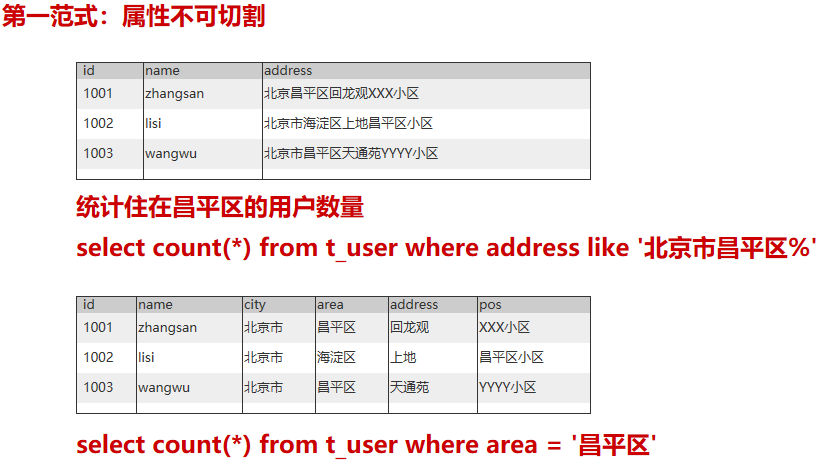 第一范式：属性不可切割
id name address
1001 zhangsan 北京昌平区回龙观XXX小区
1002 lisi 北京市海淀区上地昌平区小区
1003 wangwu 北京市昌平区天通苑YYYY小区
统计住在昌平区的用户数量
select count(*) from t_user where address like '北京市昌平区%'
id name city area address pos
1001 zhangsan 北京市 昌平区 回龙观 XXX小区
1002 lisi 北京市 海淀区 上地 昌平区小区
1003 wangwu 北京市 昌平区 天通苑 YYYY小区
select count(*) from t_user where area = '昌平区'